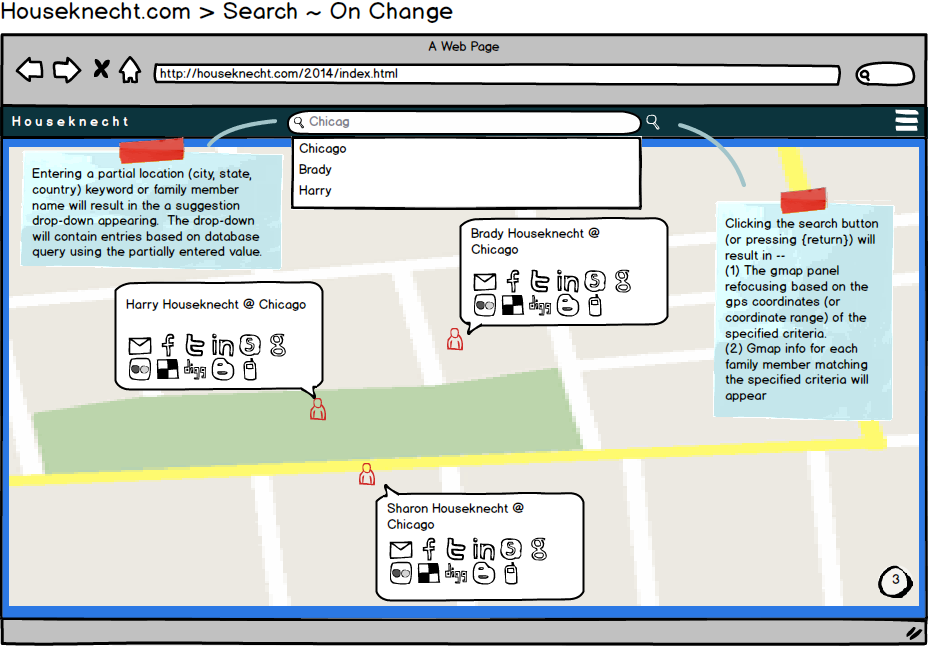 Houseknecht.com > Search ~ On Change
A Web Page
http://houseknecht.com/2014/index.html
Houseknecht
Chicag
Chicago
Brady
Harry
Entering a partial location (city, state,
country) keyword or family member
name will result in the a suggestion
drop-down appearing. The drop-down
will contain entries based on database
query using the partially entered value.
Clicking the search button
(or pressing {return}) will
result in --
(1) The gmap panel
refocusing based on the
gps coordinates (or
coordinate range) of the
specified criteria.
(2) Gmap info for each
family member matching
the specified criteria will
appear
Brady Houseknecht @
Chicago
f t in S g
digg B
Harry Houseknecht @ Chicago
f t in S g
digg B
Sharon Houseknecht @
Chicago
f t in S g
digg B
3